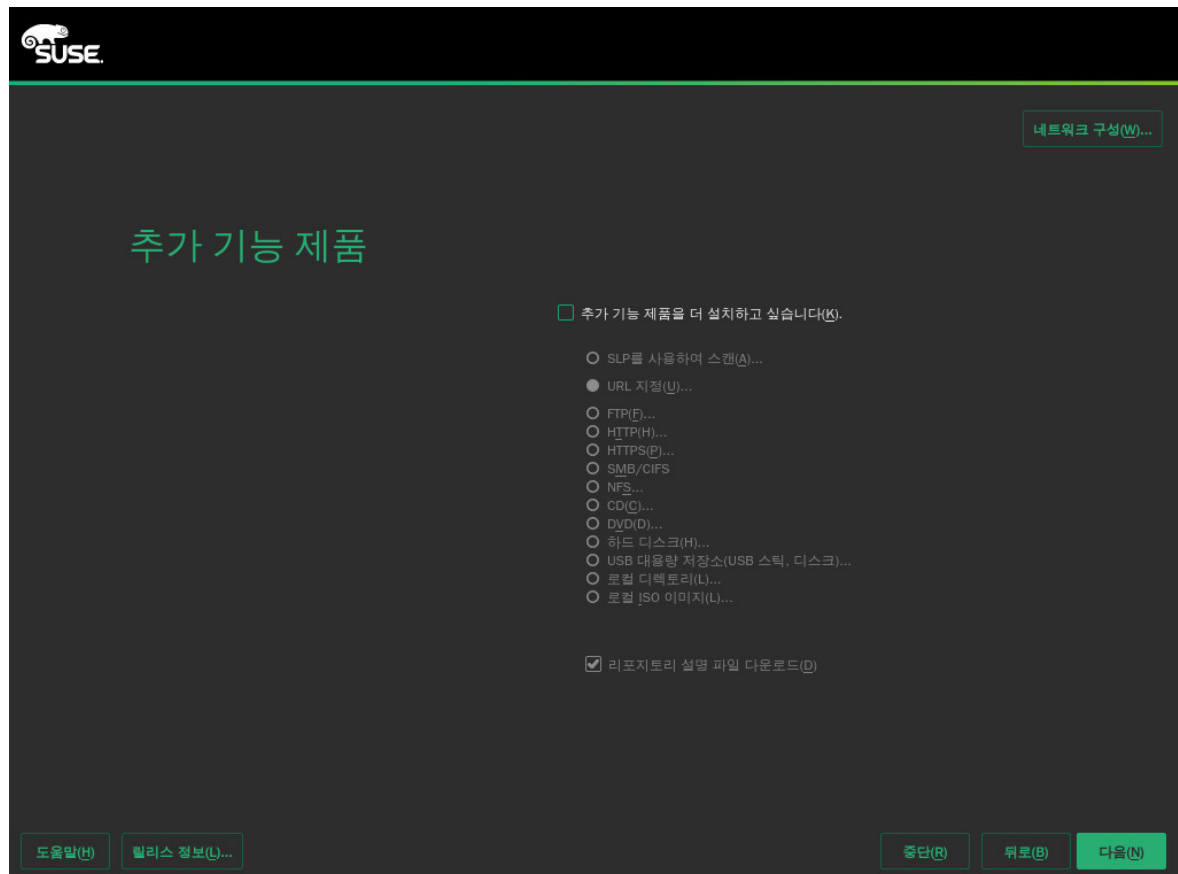 SUSE.
네트워크 구성(W)...
추가 기능 제품
추가 기능 제품을 더 설치하고 싶습니다(K).
SLP를 사용하여 스캔(A)...
URL 지정(U)...
FTP(F)...
HTTP(H)...
HTTPS(P)...
SMB/CIFS
NFS...
CD(C)...
DVD(D)...
하드 디스크(H)...
USB 대용량 저장소(USB 스틱, 디스크)...
로컬 디렉토리(L)...
로컬 ISO 이미지(L)...
리포지토리 설명 파일 다운로드(D)
도움말(H) 릴리스 정보(L)... 중단(R) 뒤로(B) 다음(N)